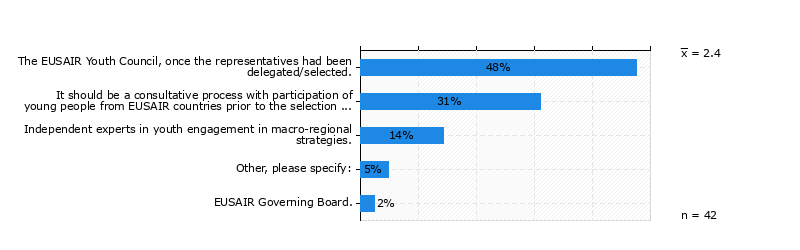 x̅ = 2.4
The EUSAIR Youth Council, once the representatives had been
delegated/selected.
48%
It should be a consultative process with participation of
young people from EUSAIR countries prior to the selection ...
31%
Independent experts in youth engagement in macro-regional
strategies.
14%
Other, please specify:
5%
EUSAIR Governing Board.
2%
n = 42